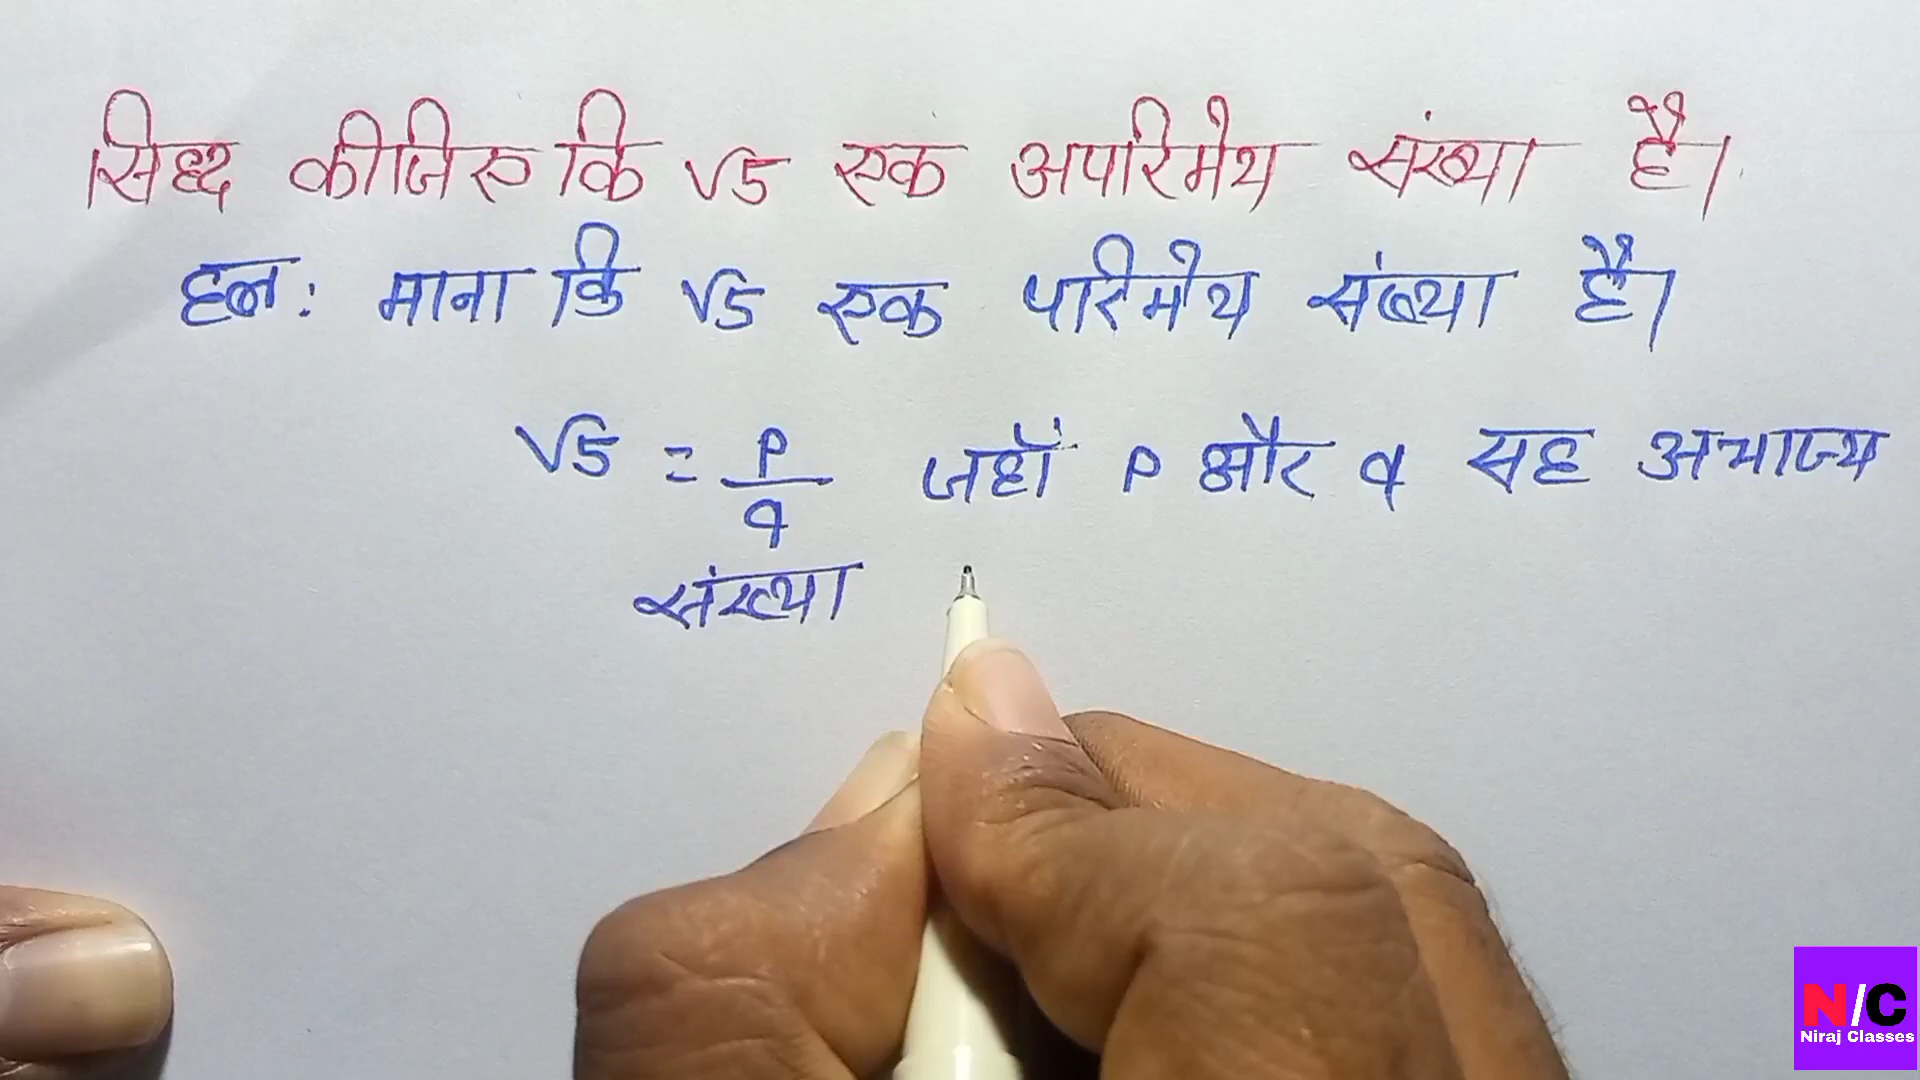 सिद्ध कीजिए कि √5 एक अपरिमेय संख्या है।
हल: माना कि √5 एक परिमेय संख्या है।
√5 = p/q जहाँ p और q सह अभाज्य
संख्या
N/C
Niraj Classes